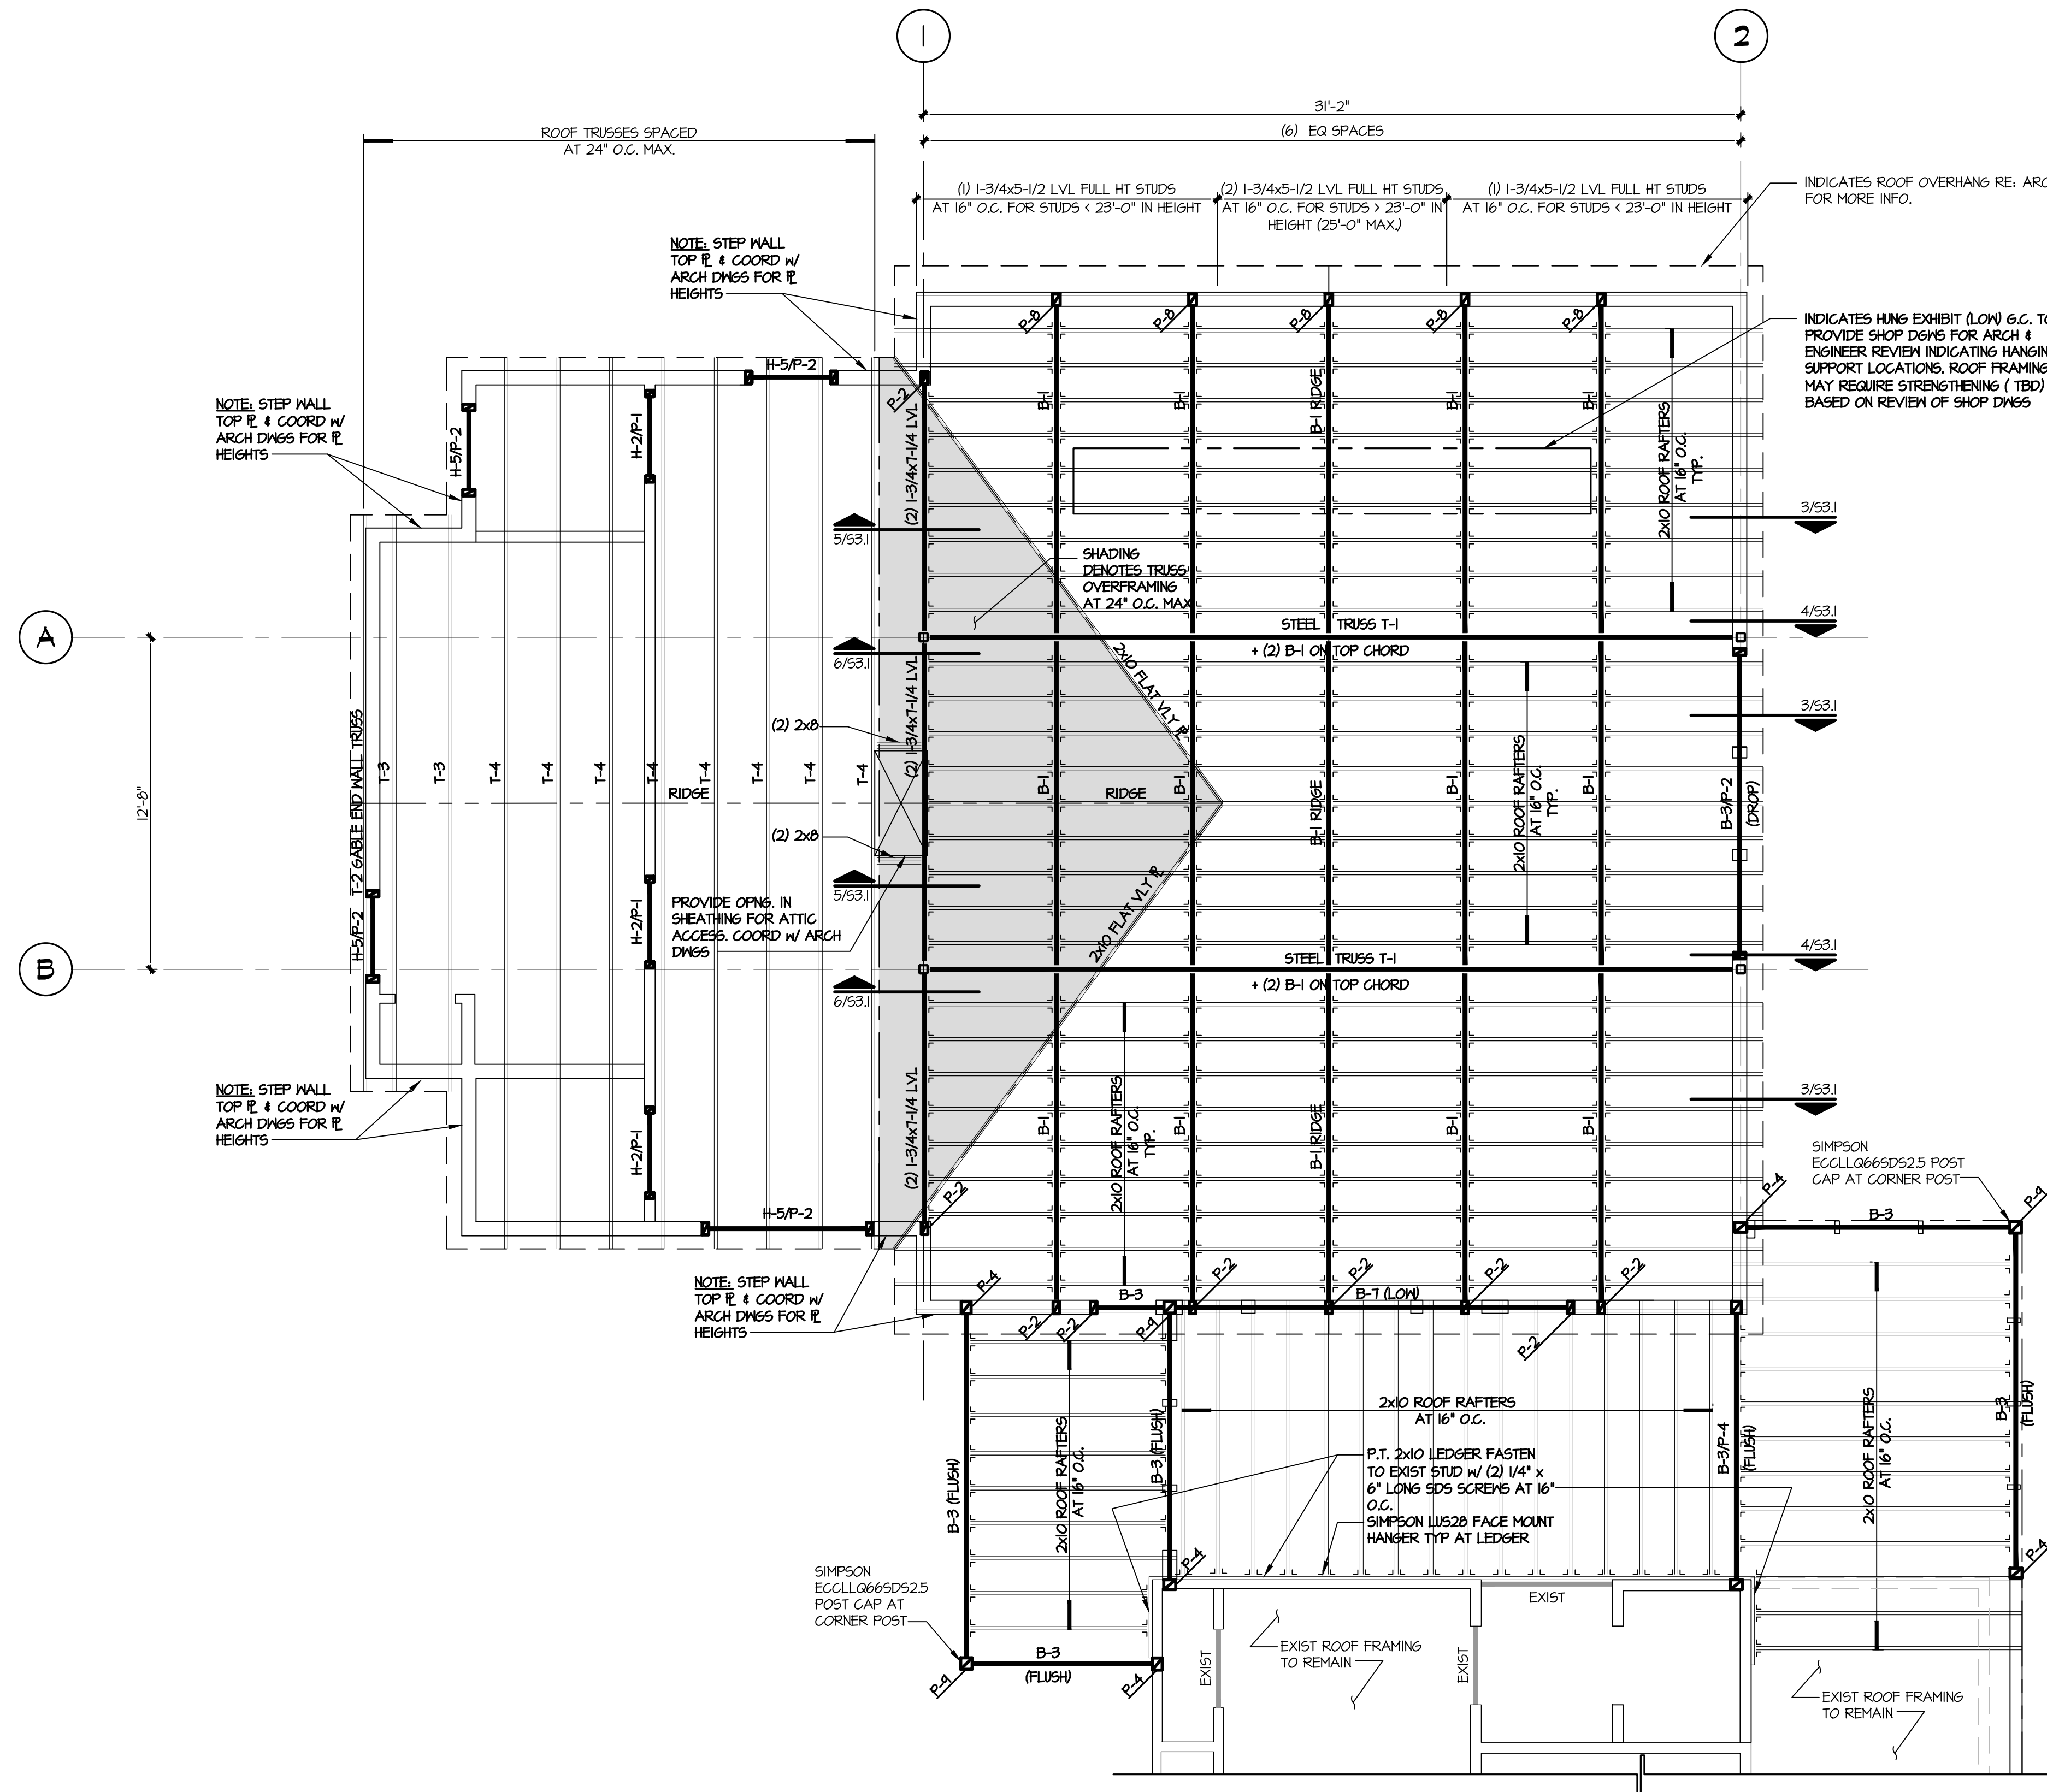 1
2
31'-2"
(6) EQ SPACES
ROOF TRUSSES SPACED
AT 24" O.C. MAX.
(1) 1-3/4x5-1/2 LVL FULL HT STUDS
AT 16" O.C. FOR STUDS < 23'-0" IN HEIGHT
(2) 1-3/4x5-1/2 LVL FULL HT STUDS
AT 16" O.C. FOR STUDS > 23'-0" IN
HEIGHT (25'-0" MAX.)
(1) 1-3/4x5-1/2 LVL FULL HT STUDS
AT 16" O.C. FOR STUDS < 23'-0" IN HEIGHT
INDICATES ROOF OVERHANG RE:
FOR MORE INFO.
NOTE: STEP WALL
TOP ℄ & COORD W/
ARCH DWGS FOR ℄
HEIGHTS
P-8
P-8
P-8
P-8
P-8
INDICATES HUNG EXHIBIT (LOW) G.C.
PROVIDE SHOP DGWS FOR ARCH &
ENGINEER REVIEW INDICATING
SUPPORT LOCATIONS. ROOF FRAMING
MAY REQUIRE STRENGTHENING ( TBD)
BASED ON REVIEW OF SHOP DWGS
H-5/P-2
P-2
NOTE: STEP WALL
TOP ℄ & COORD W/
ARCH DWGS FOR ℄
HEIGHTS
H-5/P-2
H-2/P-1
(2) 1-3/4x7-1/4 LVL
B-1
B-1
B-1 RIDGE
B-1
B-1
2x10 ROOF RAFTERS
AT 16" O.C.
TYP.
5/S3.1
3/S3.1
SHADING
DENOTES TRUSS
OVERFRAMING
AT 24" O.C. MAX
A
STEEL TRUSS T-1
+ (2) B-1 ON TOP CHORD
4/S3.1
6/S3.1
2x10 FLAT VLY ℄
(2) 1-3/4x7-1/4 LVL
3/S3.1
(2) 2x8
12'-8"
T-2 GABLE END WALL TRUSS
T-3
T-3
T-4
T-4
T-4
T-4
T-4
T-4
T-4
T-4
RIDGE
RIDGE
B-1
B-1
B-1 RIDGE
B-1
B-1
2x10 ROOF RAFTERS
AT 16" O.C.
TYP.
B-3/P-2
(DROP)
(2) 2x8
5/S3.1
PROVIDE OPNG. IN
SHEATHING FOR ATTIC
ACCESS. COORD W/ ARCH
DWGS
H-5/P-2
H-2/P-1
2x10 FLAT VLY ℄
B
STEEL TRUSS T-1
+ (2) B-1 ON TOP CHORD
4/S3.1
6/S3.1
NOTE: STEP WALL
TOP ℄ & COORD W/
ARCH DWGS FOR ℄
HEIGHTS
H-2/P-1
(2) 1-3/4x7-1/4 LVL
B-1
2x10 ROOF RAFTERS
AT 16" O.C.
TYP.
B-1
B-1 RIDGE
B-1
B-1
3/S3.1
SIMPSON
ECCLLQ66SDS2.5 POST
CAP AT CORNER POST
P-2
H-5/P-2
P-4
B-3
P-9
NOTE: STEP WALL
TOP ℄ & COORD W/
ARCH DWGS FOR ℄
HEIGHTS
P-4
B-3
P-2
P-2
P-2
P-2
B-7 (LOW)
P-2
P-2
P-9
P-2
B-3 (FLUSH)
2x10 ROOF RAFTERS
AT 16" O.C.
B-3 (FLUSH)
2x10 ROOF RAFTERS
AT 16" O.C.
P.T. 2x10 LEDGER FASTEN
TO EXIST STUD W/ (2) 1/4" x
6" LONG SDS SCREWS AT 16"
O.C.
SIMPSON LUS28 FACE MOUNT
HANGER TYP AT LEDGER
B-3/P-4
(FLUSH)
2x10 ROOF RAFTERS
AT 16" O.C.
B-3
(FLUSH)
P-4
P-4
SIMPSON
ECCLLQ66SDS2.5
POST CAP AT
CORNER POST
B-3
(FLUSH)
P-9
P-4
EXIST
EXIST
EXIST
EXIST ROOF FRAMING
TO REMAIN
EXIST ROOF FRAMING
TO REMAIN